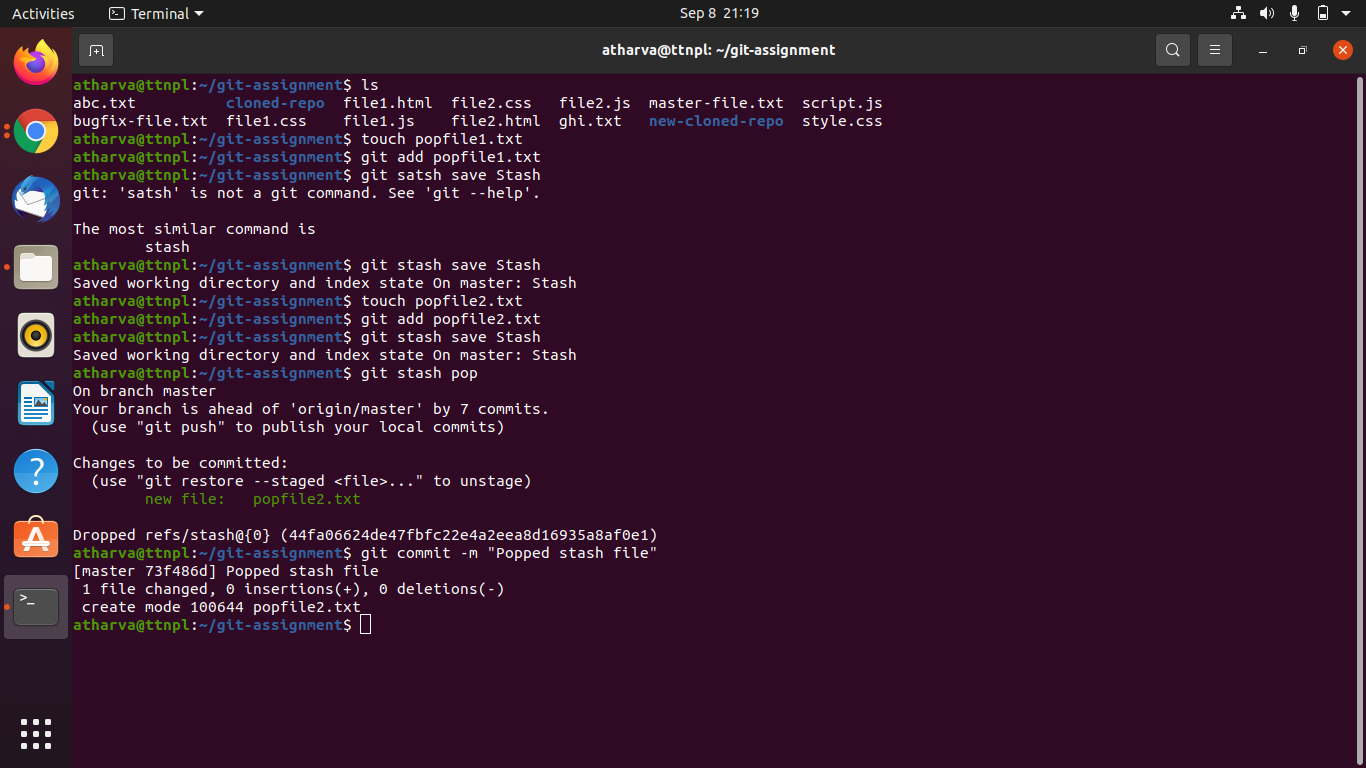 Activities
Terminal
Sep 8 21:19
atharva@ttnpl: ~/git-assignment
atharva@ttnpl:~/git-assignment$ ls
abc.txt cloned-repo file1.html file2.css file2.js master-file.txt script.js
bugfix-file.txt file1.css file1.js file2.html ghi.txt new-cloned-repo style.css
atharva@ttnpl:~/git-assignment$ touch popfile1.txt
atharva@ttnpl:~/git-assignment$ git add popfile1.txt
atharva@ttnpl:~/git-assignment$ git satsh save Stash
git: 'satsh' is not a git command. See 'git --help'.
The most similar command is
stash
atharva@ttnpl:~/git-assignment$ git stash save Stash
Saved working directory and index state On master: Stash
atharva@ttnpl:~/git-assignment$ touch popfile2.txt
atharva@ttnpl:~/git-assignment$ git add popfile2.txt
atharva@ttnpl:~/git-assignment$ git stash save Stash
Saved working directory and index state On master: Stash
atharva@ttnpl:~/git-assignment$ git stash pop
On branch master
Your branch is ahead of 'origin/master' by 7 commits.
(use "git push" to publish your local commits)
Changes to be committed:
(use "git restore --staged <file>..." to unstage)
new file: popfile2.txt
Dropped refs/stash@{0} (44fa06624de47fbfc22e4a2eea8d16935a8af0e1)
atharva@ttnpl:~/git-assignment$ git commit -m "Popped stash file"
[master 73f486d] Popped stash file
1 file changed, 0 insertions(+), 0 deletions(-)
create mode 100644 popfile2.txt
atharva@ttnpl:~/git-assignment$